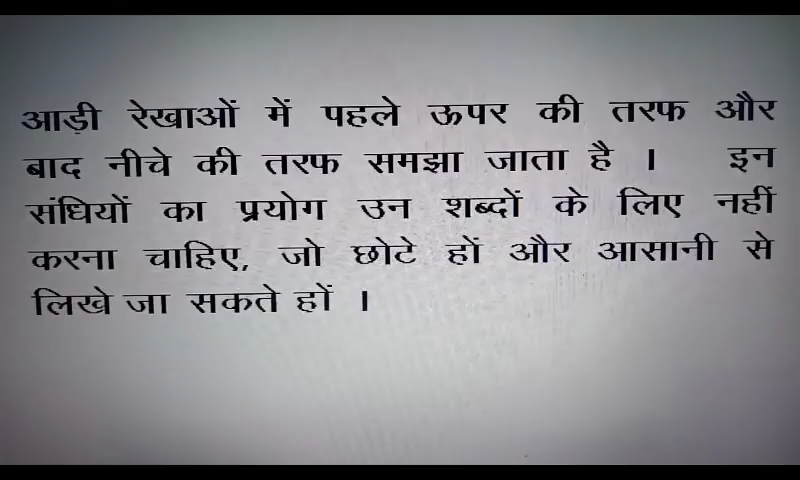 आड़ी रेखाओं में पहले ऊपर की तरफ और
बाद नीचे की तरफ समझा जाता है । इन
संधियों का प्रयोग उन शब्दों के लिए नहीं
करना चाहिए, जो छोटे हों और आसानी से
लिखे जा सकते हों ।